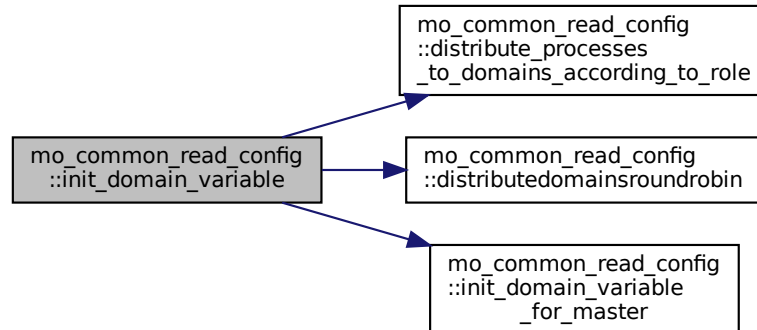 mo_common_read_config
::distribute_processes
_to_domains_according_to_role
mo_common_read_config
::init_domain_variable
mo_common_read_config
::distributedomainsroundrobin
mo_common_read_config
::init_domain_variable
_for_master